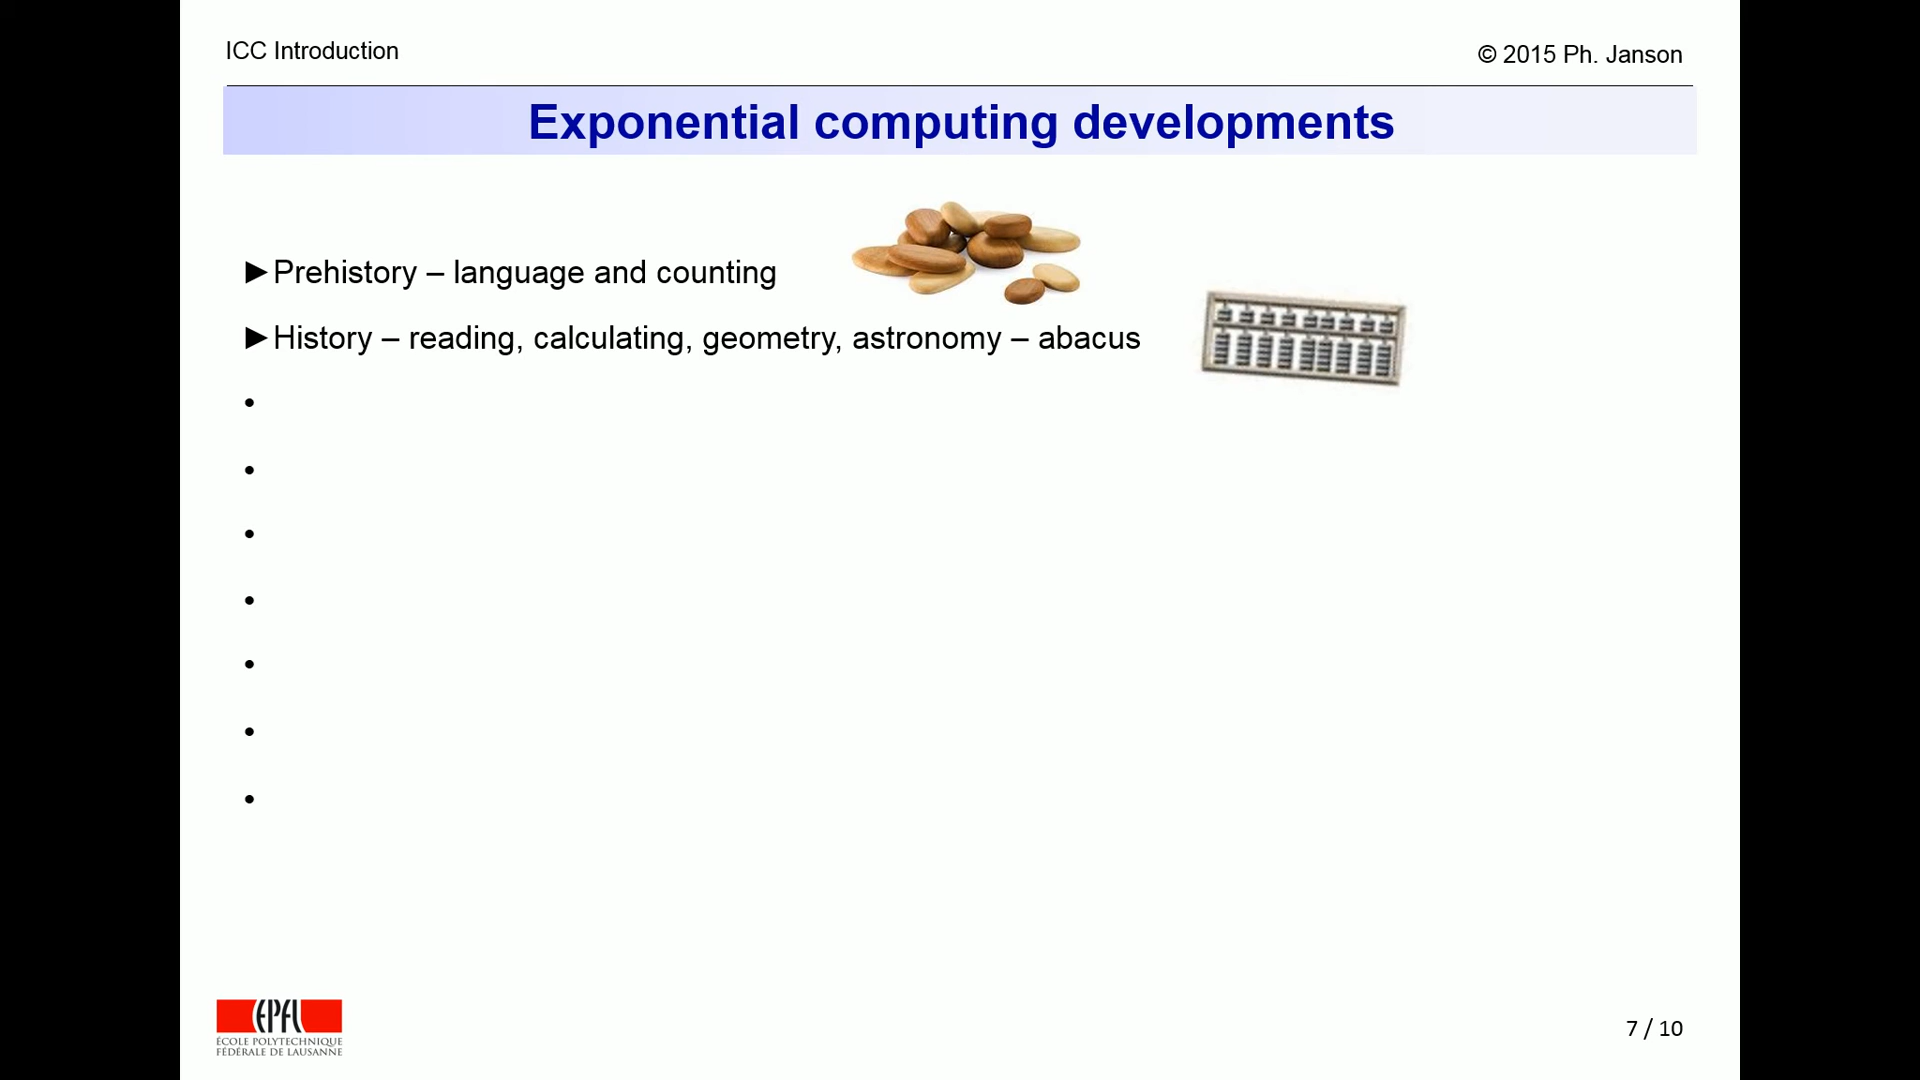 ICC Introduction
© 2015 Ph. Janson
Exponential computing developments
►Prehistory – language and counting
►History – reading, calculating, geometry, astronomy – abacus
•
•
•
•
•
•
•
EPFL
ÉCOLE POLYTECHNIQUE
FÉDÉRALE DE LAUSANNE
7 / 10